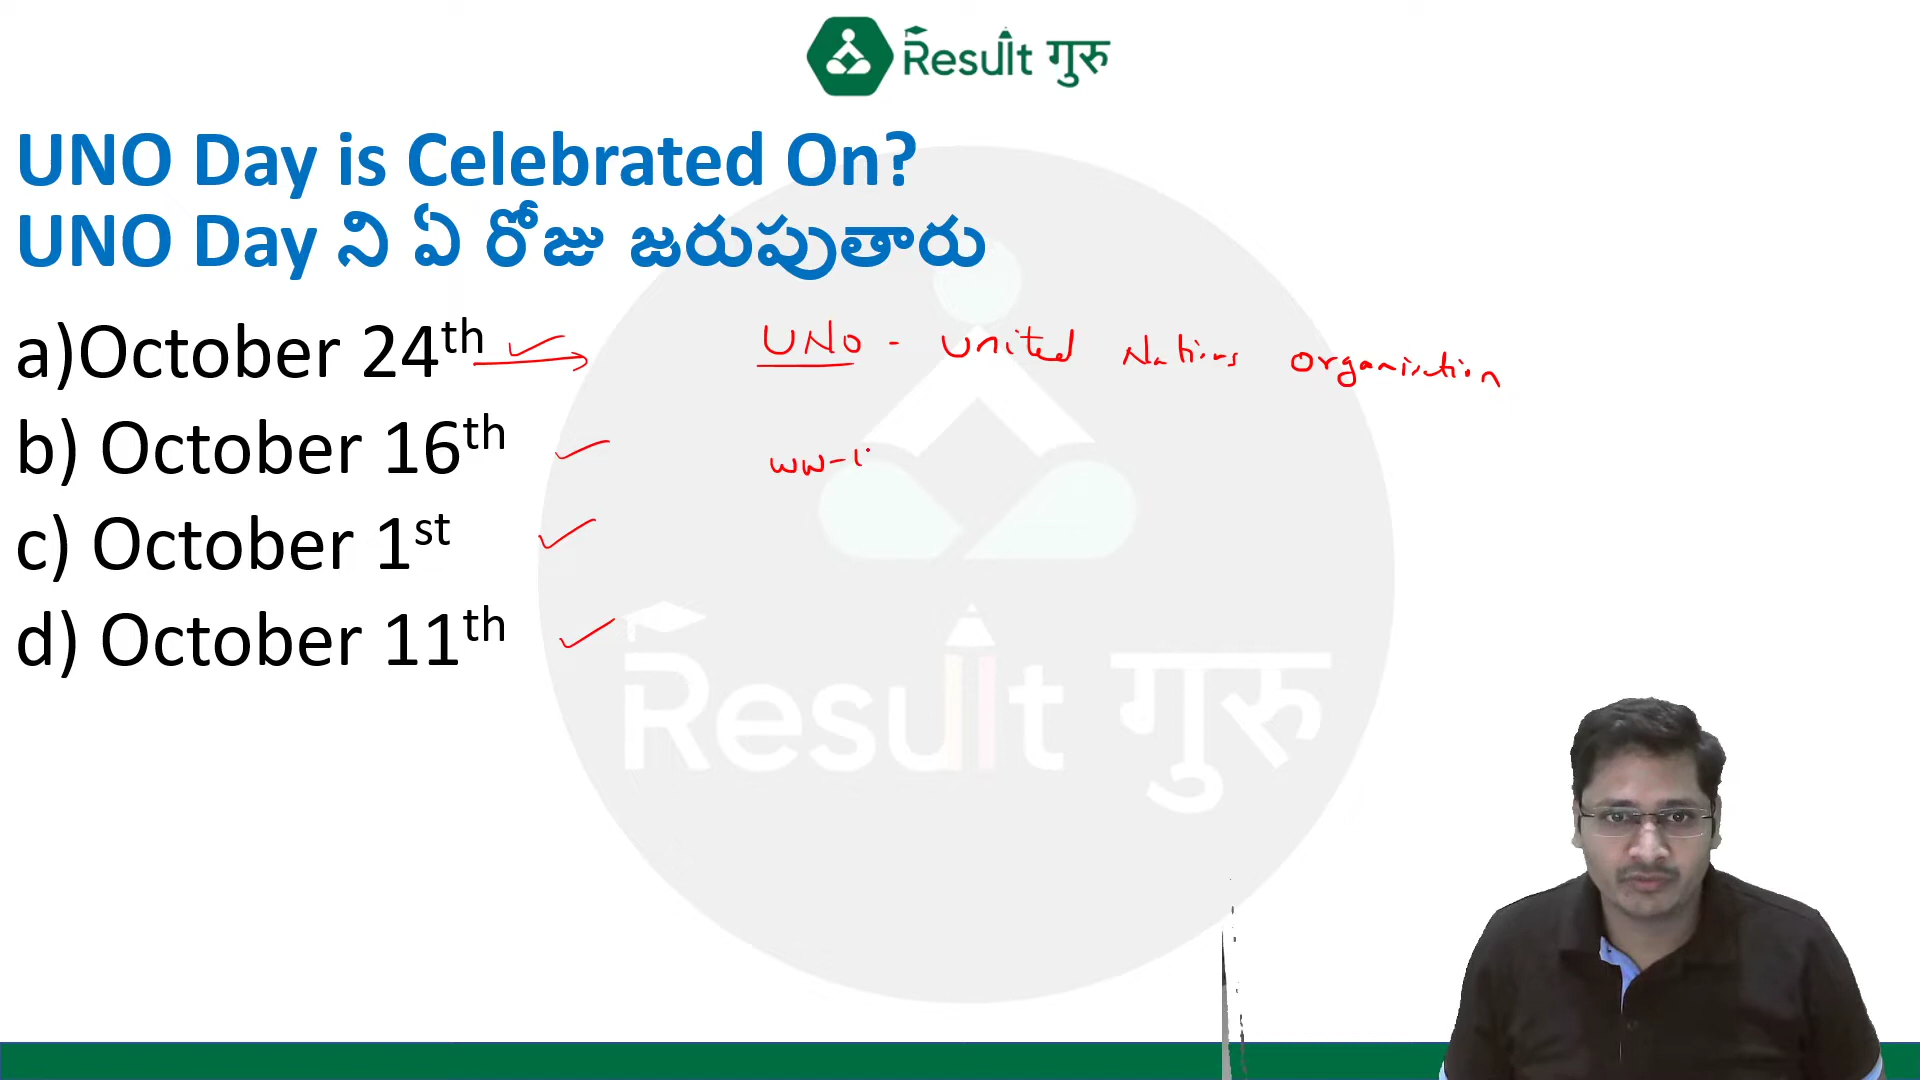 Result गुरु
UNO Day is Celebrated On?
UNO Day ని ఏ రోజు జరుపుతారు
a)October 24th
UNO - United Nations Organisation
b) October 16th
WW-I
c) October 1st
d) October 11th
Result गुरु